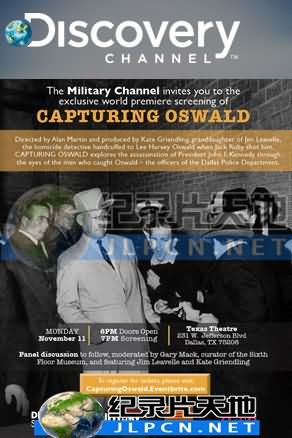 Discovery
CHANNEL™
The Military Channel invites you to the
exclusive world premiere screening of
CAPTURING OSWALD
Directed by Alan Martin and produced by Kate Griendling, granddaughter of Jim Leavelle,
the homicide detective handcuffed to Lee Harvey Oswald when Jack Ruby shot him,
CAPTURING OSWALD explores the assassination of President John F. Kennedy through
the eyes of the men who caught Oswald – the officers of the Dallas Police Department.
纪录片天地
JLPCN.NET
MONDAY
November 11
6PM Doors Open
7PM Screening
Texas Theatre
231 W. Jefferson Blvd
Dallas, TX 75208
Panel discussion to follow, moderated by Gary Mack, curator of the Sixth
Floor Museum, and featuring Jim Leavelle and Kate Griendling
To register for tickets, please visit:
CapturingOswald.Eventbrite.com
纪录片天地
JLPCN.NET